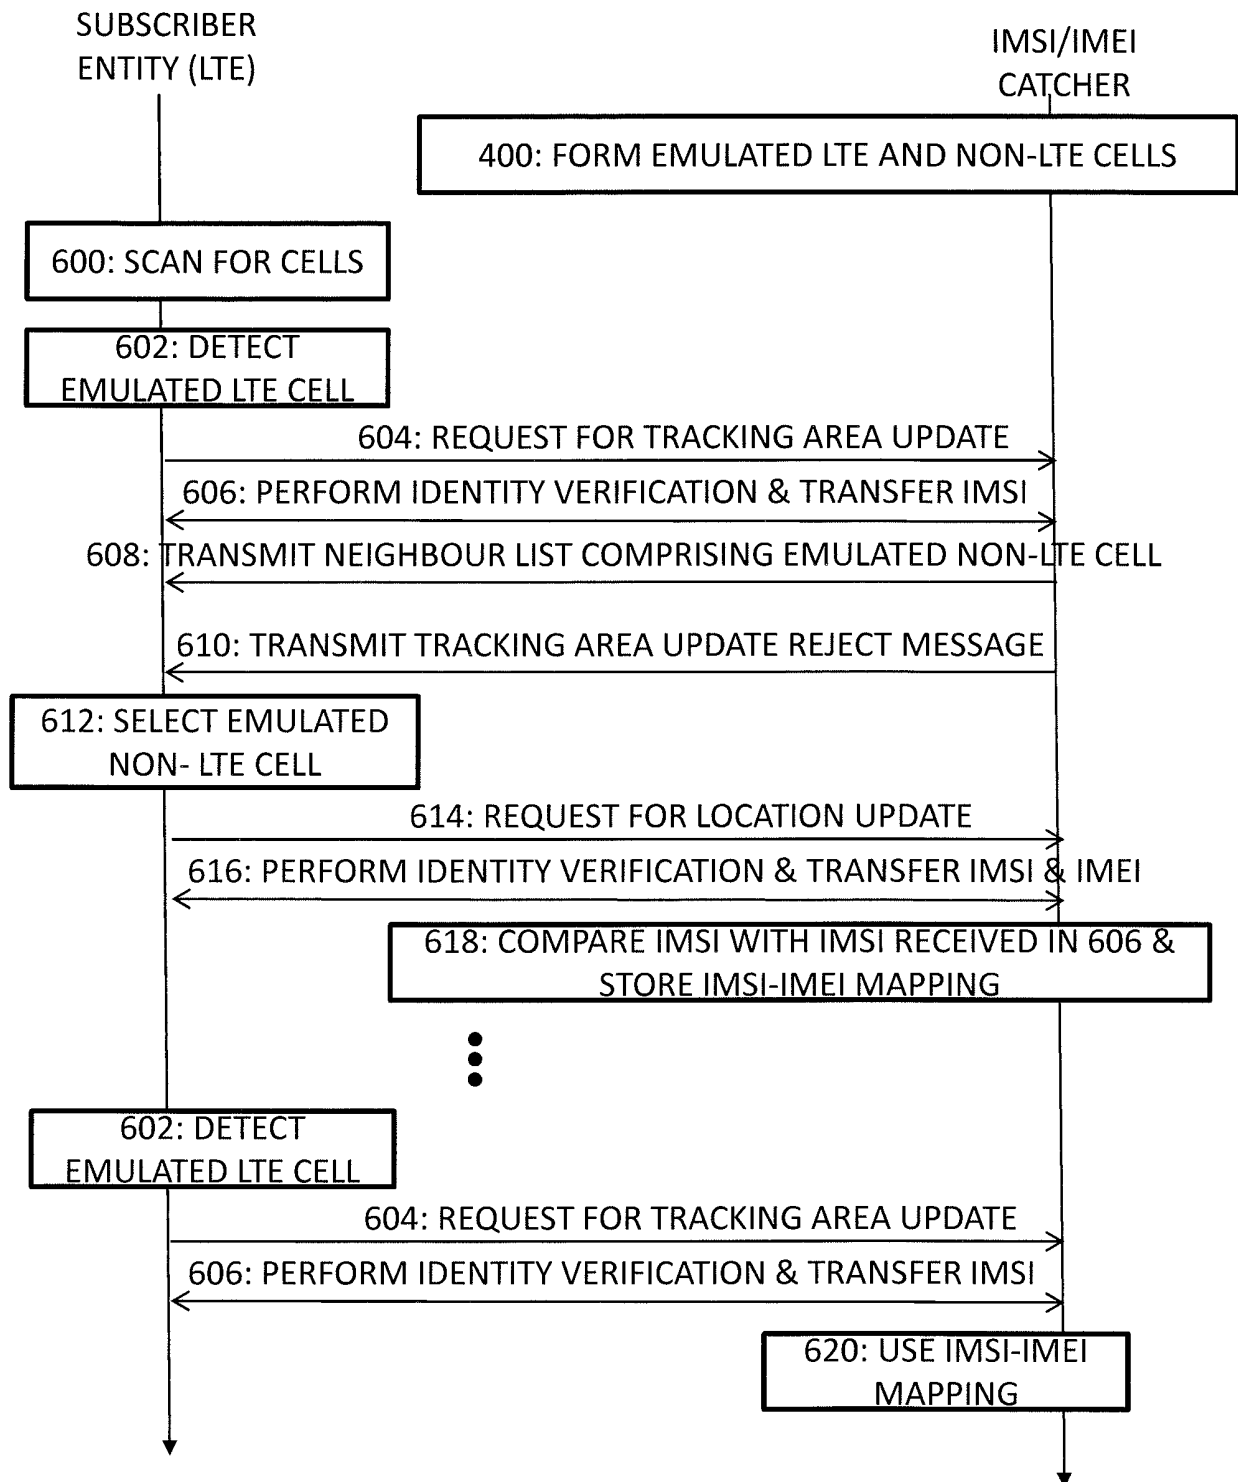 SUBSCRIBER
ENTITY (LTE)
IMSI/IMEI
CATCHER
400: FORM EMULATED LTE AND NON-LTE CELLS
600: SCAN FOR CELLS
602: DETECT
EMULATED LTE CELL
604: REQUEST FOR TRACKING AREA UPDATE
606: PERFORM IDENTITY VERIFICATION & TRANSFER IMSI
608: TRANSMIT NEIGHBOUR LIST COMPRISING EMULATED NON-LTE CELL
610: TRANSMIT TRACKING AREA UPDATE REJECT MESSAGE
612: SELECT EMULATED
NON- LTE CELL
614: REQUEST FOR LOCATION UPDATE
616: PERFORM IDENTITY VERIFICATION & TRANSFER IMSI & IMEI
618: COMPARE IMSI WITH IMSI RECEIVED IN 606 &
STORE IMSI-IMEI MAPPING
602: DETECT
EMULATED LTE CELL
604: REQUEST FOR TRACKING AREA UPDATE
606: PERFORM IDENTITY VERIFICATION & TRANSFER IMSI
620: USE IMSI-IMEI
MAPPING